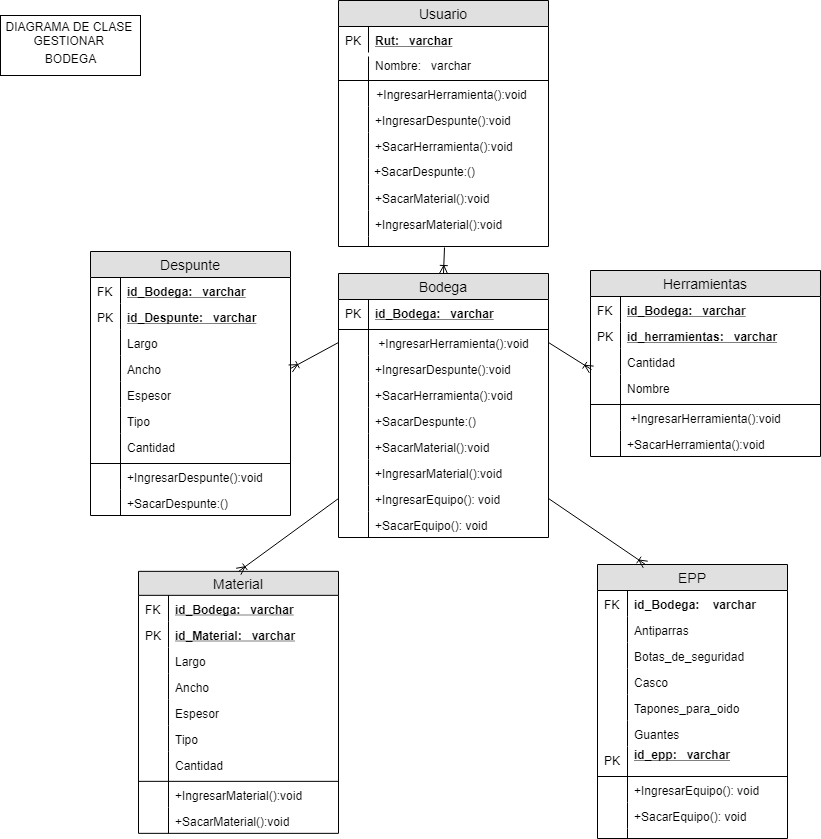 DIAGRAMA DE CLASE
GESTIONAR
BODEGA
Usuario
PK Rut: varchar
Nombre: varchar
+IngresarHerramienta():void
+IngresarDespunte():void
+SacarHerramienta():void
+SacarDespunte:()
+SacarMaterial():void
+IngresarMaterial():void
Despunte
FK id_Bodega: varchar
PK id_Despunte: varchar
Largo
Ancho
Espesor
Tipo
Cantidad
+IngresarDespunte():void
+SacarDespunte:()
Bodega
PK id_Bodega: varchar
+IngresarHerramienta():void
+IngresarDespunte():void
+SacarHerramienta():void
+SacarDespunte:()
+SacarMaterial():void
+IngresarMaterial():void
+IngresarEquipo(): void
+SacarEquipo(): void
Herramientas
FK id_Bodega: varchar
PK id_herramientas: varchar
Cantidad
Nombre
+IngresarHerramienta():void
+SacarHerramienta():void
Material
FK id_Bodega: varchar
PK id_Material: varchar
Largo
Ancho
Espesor
Tipo
Cantidad
+IngresarMaterial():void
+SacarMaterial():void
EPP
FK id_Bodega: varchar
Antiparras
Botas_de_seguridad
Casco
Tapones_para_oido
Guantes
PK id_epp: varchar
+IngresarEquipo(): void
+SacarEquipo(): void